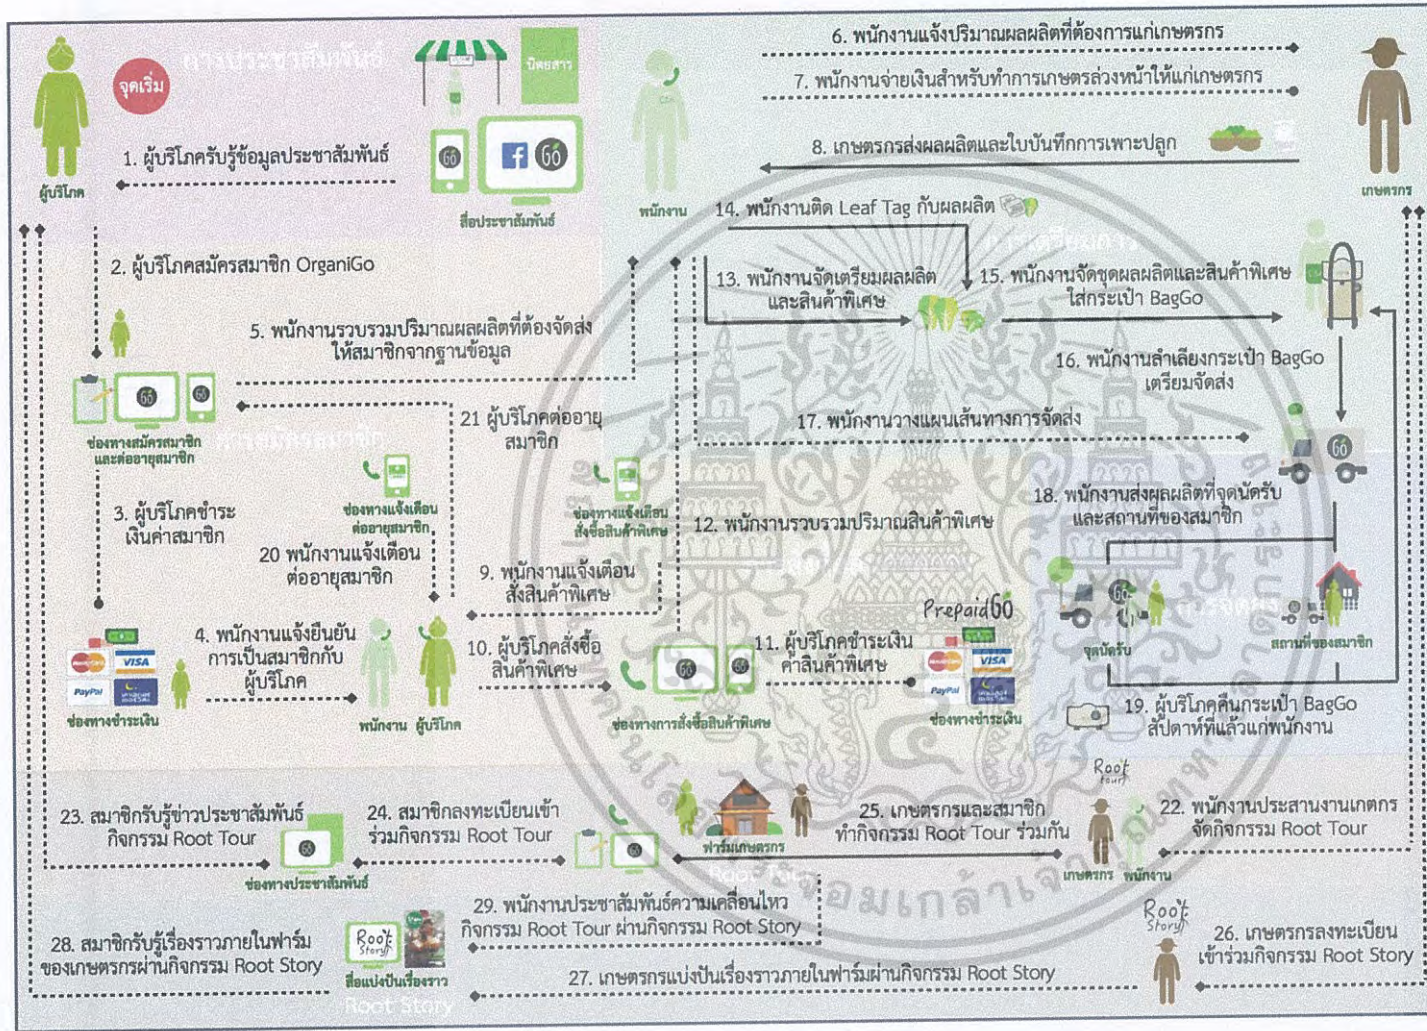 การประชาสัมพันธ์
จุดเริ่ม
นิตยสาร
1. ผู้บริโภครับรู้ข้อมูลประชาสัมพันธ์
ผู้บริโภค
สื่อประชาสัมพันธ์
6. พนักงานแจ้งปริมาณผลผลิตที่ต้องการแก่เกษตรกร
7. พนักงานจ่ายเงินสำหรับทำการเกษตรล่วงหน้าให้แก่เกษตรกร
8. เกษตรกรส่งผลผลิตและใบบันทึกการเพาะปลูก
พนักงาน
เกษตรกร
14. พนักงานติด Leaf Tag กับผลผลิต
การเตรียมการ
2. ผู้บริโภคสมัครสมาชิก OrganiGo
13. พนักงานจัดเตรียมผลผลิต
และสินค้าพิเศษ
15. พนักงานจัดชุดผลผลิตและสินค้าพิเศษ
ใส่กระเป๋า BagGo
5. พนักงานรวบรวมปริมาณผลผลิตที่ต้องจัดส่ง
ให้สมาชิกจากฐานข้อมูล
16. พนักงานลำเลียงกระเป๋า BagGo
เตรียมจัดส่ง
Gó
Gó
ช่องทางสมัครสมาชิก
และต่ออายุสมาชิก
21 ผู้บริโภคต่ออายุ
สมาชิก
17. พนักงานวางแผนเส้นทางการจัดส่ง
Gó
3. ผู้บริโภคชำระ
เงินค่าสมาชิก
ช่องทางแจ้งเตือน
ต่ออายุสมาชิก
ช่องทางแจ้งเตือน
สั่งซื้อสินค้าพิเศษ
12. พนักงานรวบรวมปริมาณสินค้าพิเศษ
18. พนักงานส่งผลผลิตที่จุดนัดรับ
และสถานที่ของสมาชิก
20 พนักงานแจ้งเตือน
ต่ออายุสมาชิก
9. พนักงานแจ้งเตือน
สั่งสินค้าพิเศษ
PrepaidGó
การจัดส่ง
4. พนักงานแจ้งยืนยัน
การเป็นสมาชิกกับ
ผู้บริโภค
10. ผู้บริโภคสั่งซื้อ
สินค้าพิเศษ
11. ผู้บริโภคชำระเงิน
ค่าสินค้าพิเศษ
จุดนัดรับ
สถานที่ของสมาชิก
MasterCard
VISA
PayPal
MasterCard
VISA
PayPal
ช่องทางชำระเงิน
พนักงาน ผู้บริโภค
ช่องทางการสั่งซื้อสินค้าพิเศษ
ช่องทางชำระเงิน
19. ผู้บริโภคคืนกระเป๋า BagGo
สัปดาห์ที่แล้วแก่พนักงาน
Root
tour
23. สมาชิกรับรู้ข่าวประชาสัมพันธ์
กิจกรรม Root Tour
24. สมาชิกลงทะเบียนเข้า
ร่วมกิจกรรม Root Tour
25. เกษตรกรและสมาชิก
ทำกิจกรรม Root Tour ร่วมกัน
22. พนักงานประสานงานเกตกร
จัดกิจกรรม Root Tour
ช่องทางประชาสัมพันธ์
ฟาร์มเกษตรกร
เกษตรกร พนักงาน
Root Tour
29. พนักงานประชาสัมพันธ์ความเคลื่อนไหว
กิจกรรม Root Tour ผ่านกิจกรรม Root Story
Root
Story
28. สมาชิกรับรู้เรื่องราวภายในฟาร์ม
ของเกษตรกรผ่านกิจกรรม Root Story
Root
Story
26. เกษตรกรลงทะเบียน
เข้าร่วมกิจกรรม Root Story
สื่อแบ่งปันเรื่องราว
27. เกษตรกรแบ่งปันเรื่องราวภายในฟาร์มผ่านกิจกรรม Root Story
Root Story